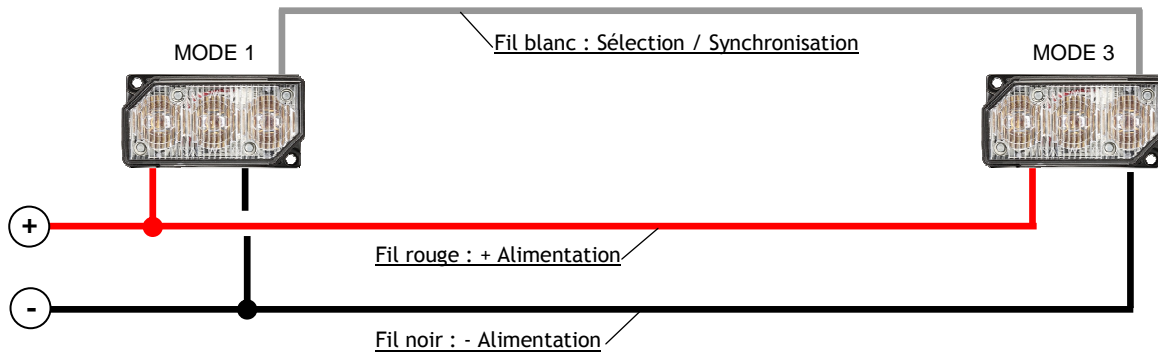 Fil blanc : Sélection / Synchronisation
MODE 1
MODE 3
+
Fil rouge : + Alimentation
-
Fil noir : - Alimentation